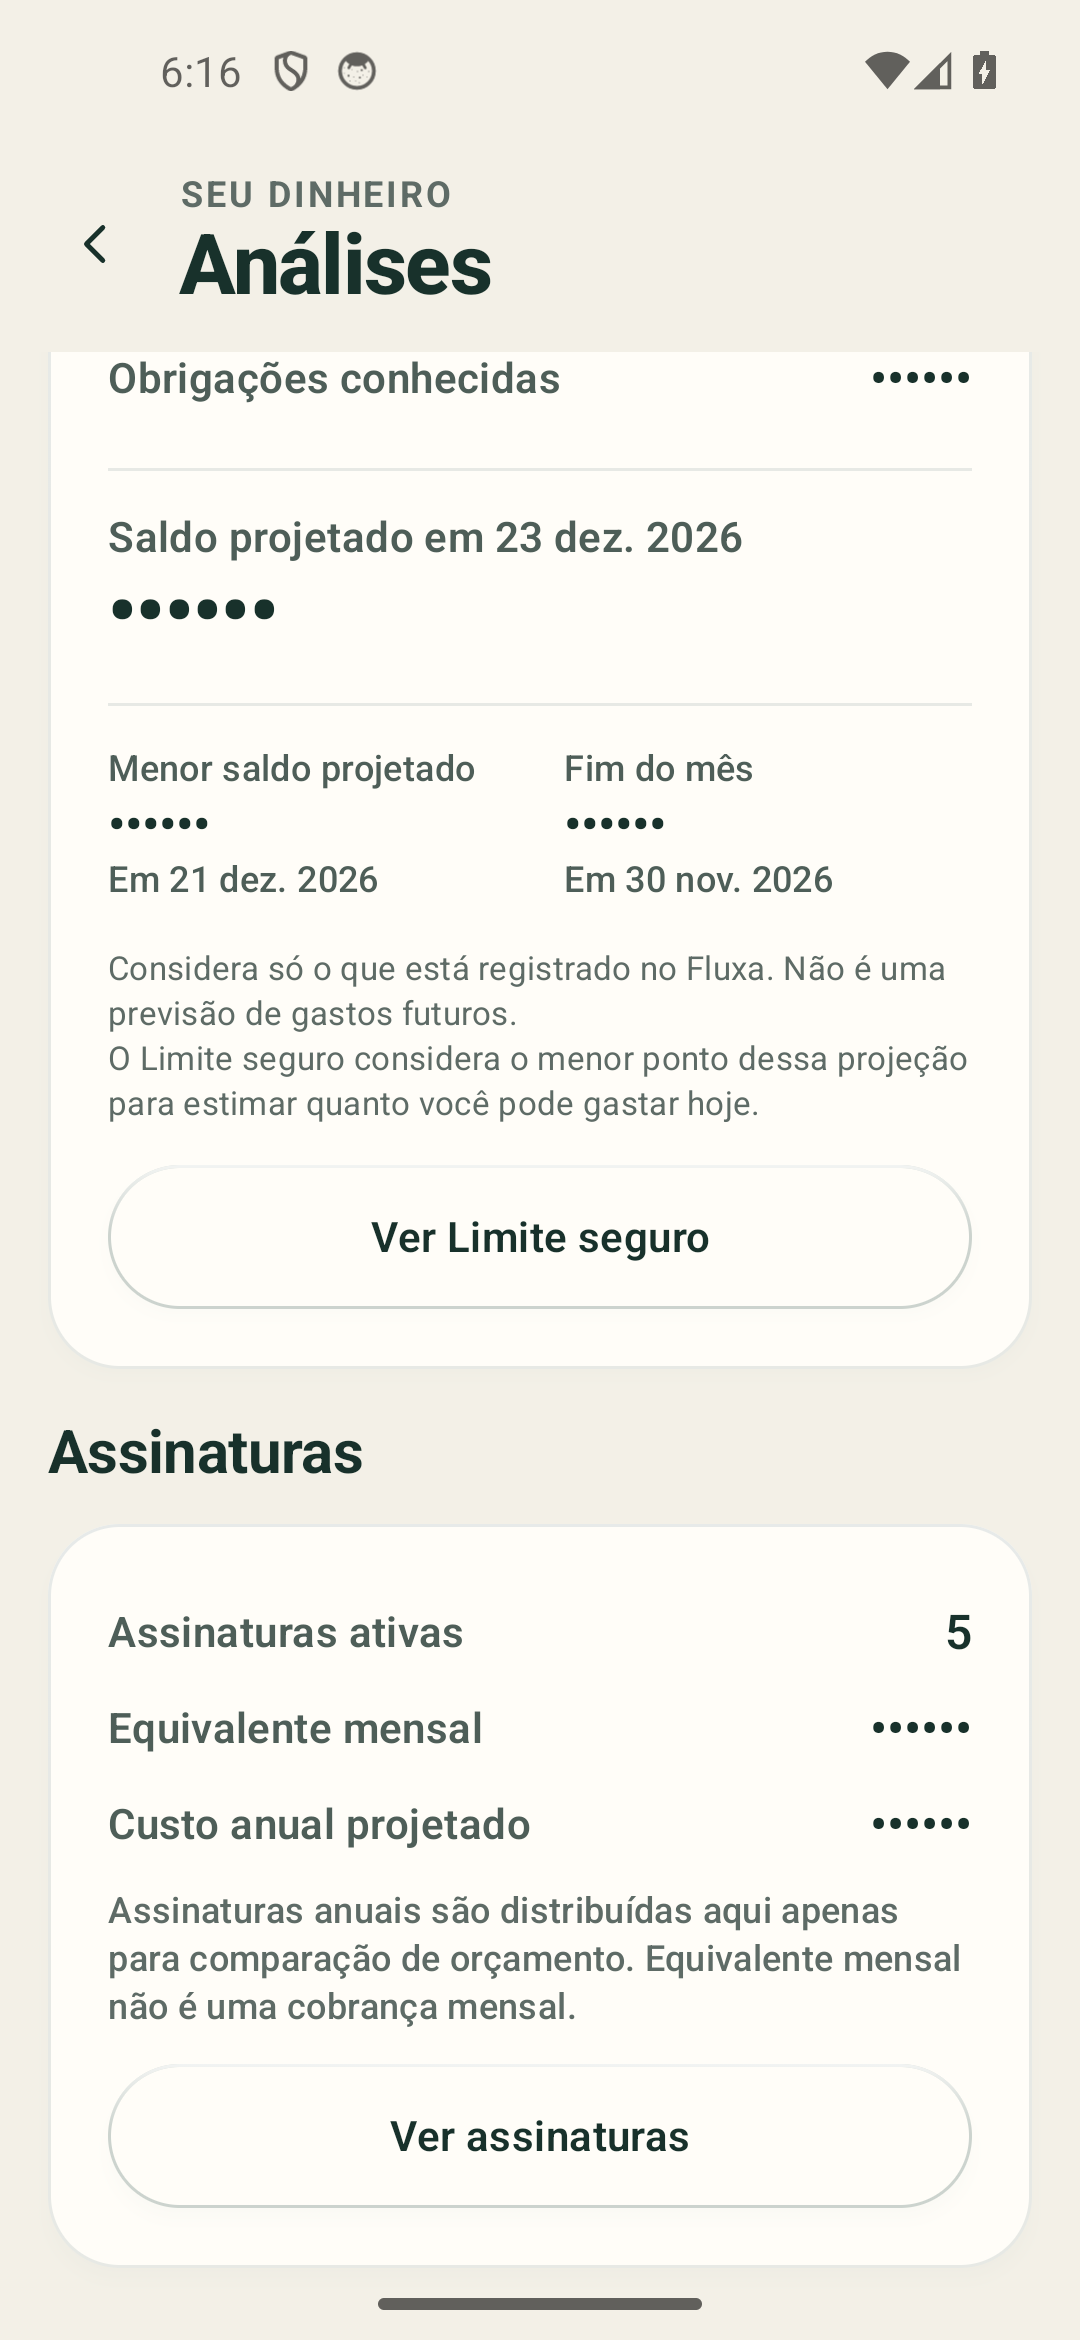 6:16
SEU DINHEIRO
Análises
Obrigações conhecidas ••••••
Saldo projetado em 23 dez. 2026
••••••
Menor saldo projetado Fim do mês
•••••• ••••••
Em 21 dez. 2026 Em 30 nov. 2026
Considera só o que está registrado no Fluxa. Não é uma
previsão de gastos futuros.
O Limite seguro considera o menor ponto dessa projeção
para estimar quanto você pode gastar hoje.
Ver Limite seguro
Assinaturas
Assinaturas ativas 5
Equivalente mensal ••••••
Custo anual projetado ••••••
Assinaturas anuais são distribuídas aqui apenas
para comparação de orçamento. Equivalente mensal
não é uma cobrança mensal.
Ver assinaturas